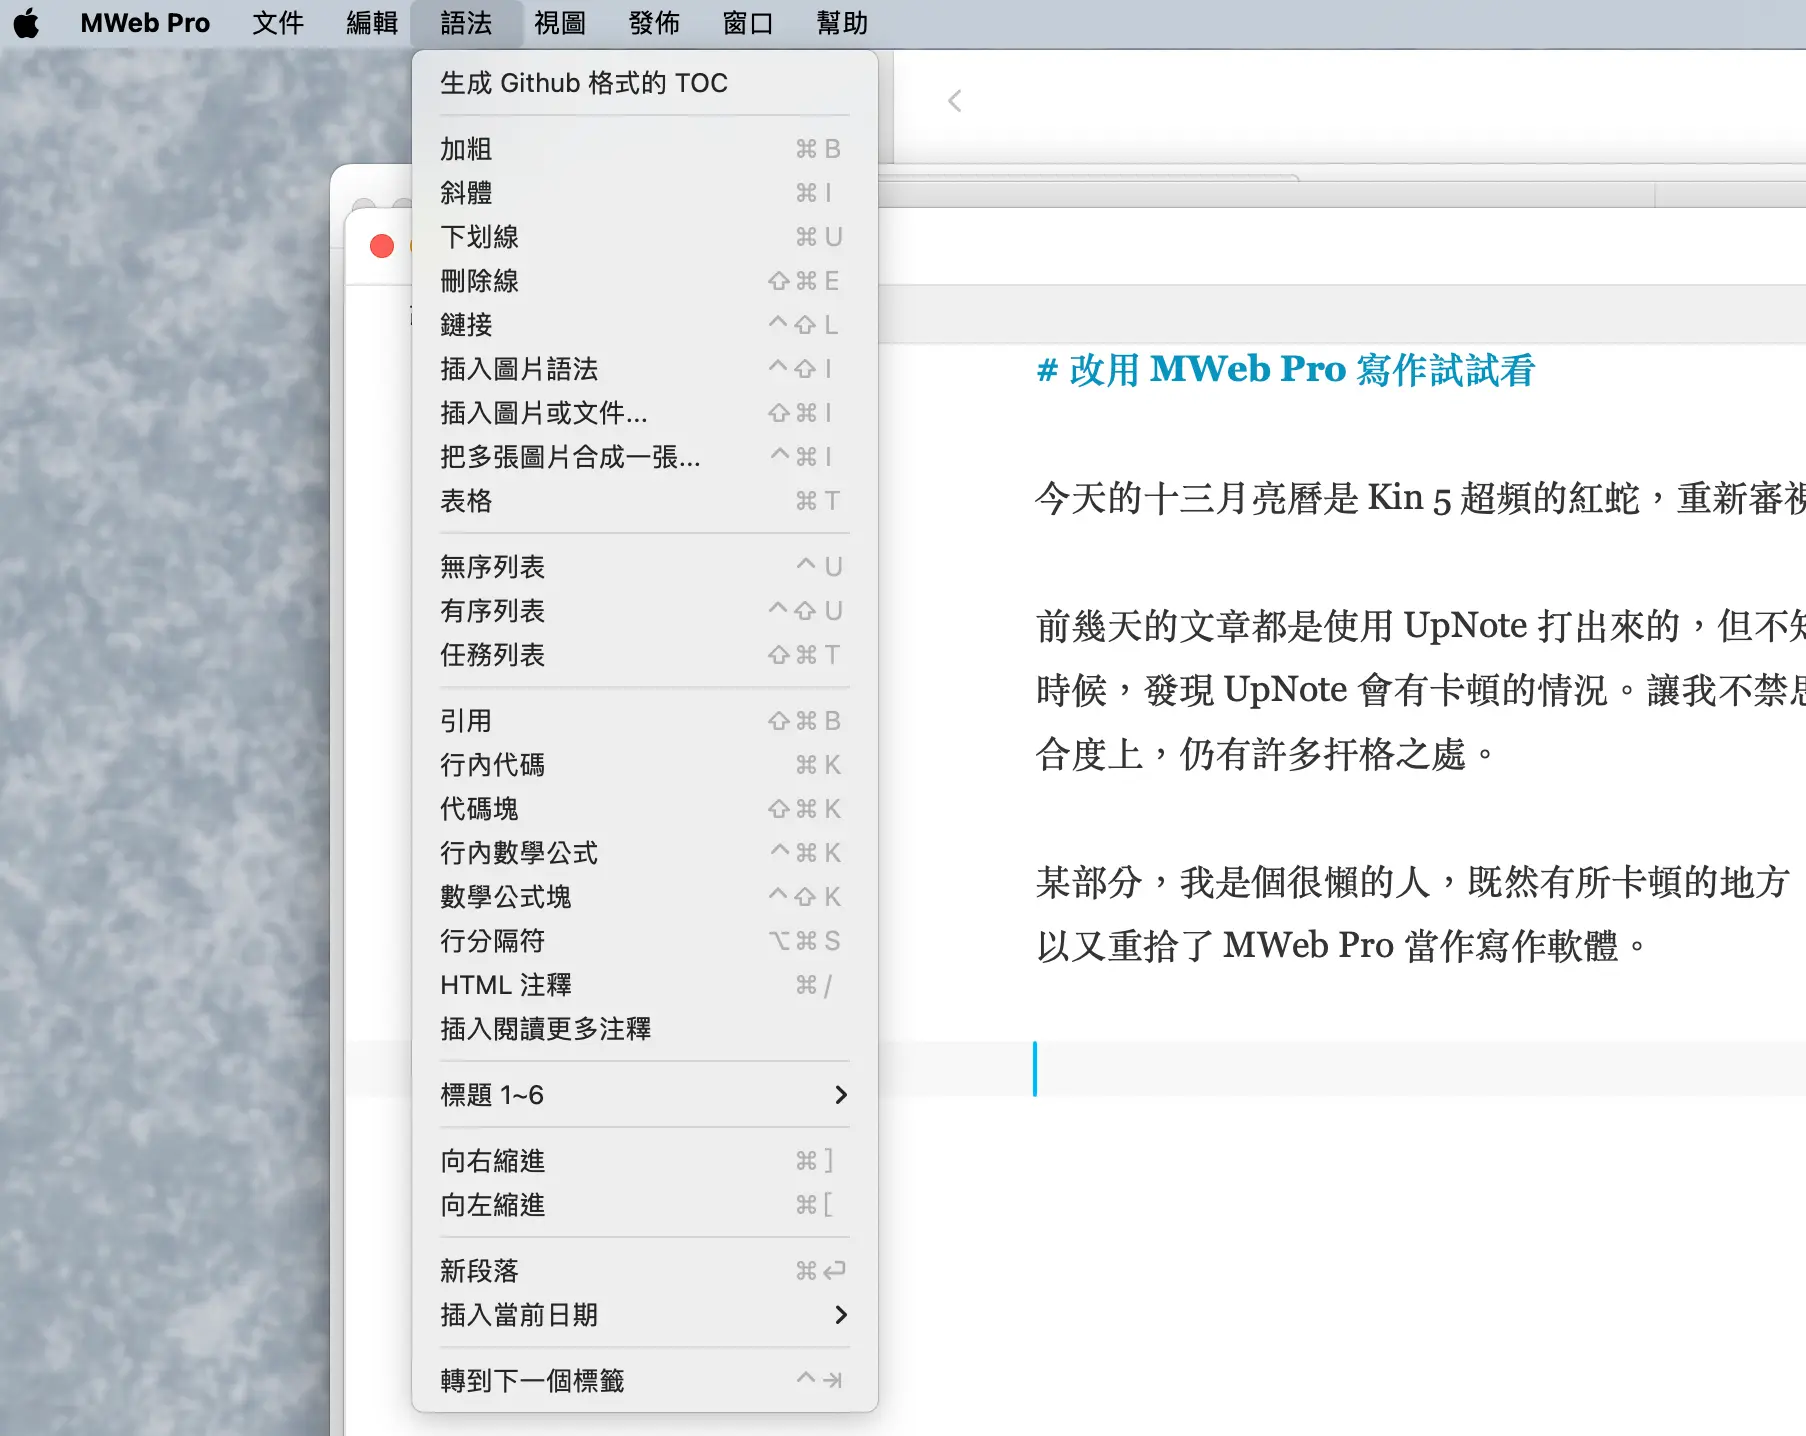 MWeb Pro 文件 編輯 語法 視圖 發佈 窗口 幫助
生成 Github 格式的 TOC
加粗 ⌘ B
斜體 ⌘ I
下划線 ⌘ U
刪除線 ⇧ ⌘ E
鏈接 ^ ⇧ L
插入圖片語法 ^ ⇧ I
插入圖片或文件... ⇧ ⌘ I
把多張圖片合成一張... ^ ⌘ I
表格 ⌘ T
無序列表 ^ U
有序列表 ^ ⇧ U
任務列表 ⇧ ⌘ T
引用 ⇧ ⌘ B
行內代碼 ⌘ K
代碼塊 ⇧ ⌘ K
行內數學公式 ^ ⌘ K
數學公式塊 ^ ⇧ K
行分隔符 ⌥ ⌘ S
HTML 注釋 ⌘ /
插入閱讀更多注釋
標題 1~6
向右縮進 ⌘ ]
向左縮進 ⌘ [
新段落 ⌘ ↩
插入當前日期
轉到下一個標籤 ^ ⇥
# 改用 MWeb Pro 寫作試試看
今天的十三月亮曆是 Kin 5 超頻的紅蛇，重新審視
前幾天的文章都是使用 UpNote 打出來的，但不知
時候，發現 UpNote 會有卡頓的情況。讓我不禁思
合度上，仍有許多扞格之處。
某部分，我是個很懶的人，既然有所卡頓的地方
以又重拾了 MWeb Pro 當作寫作軟體。